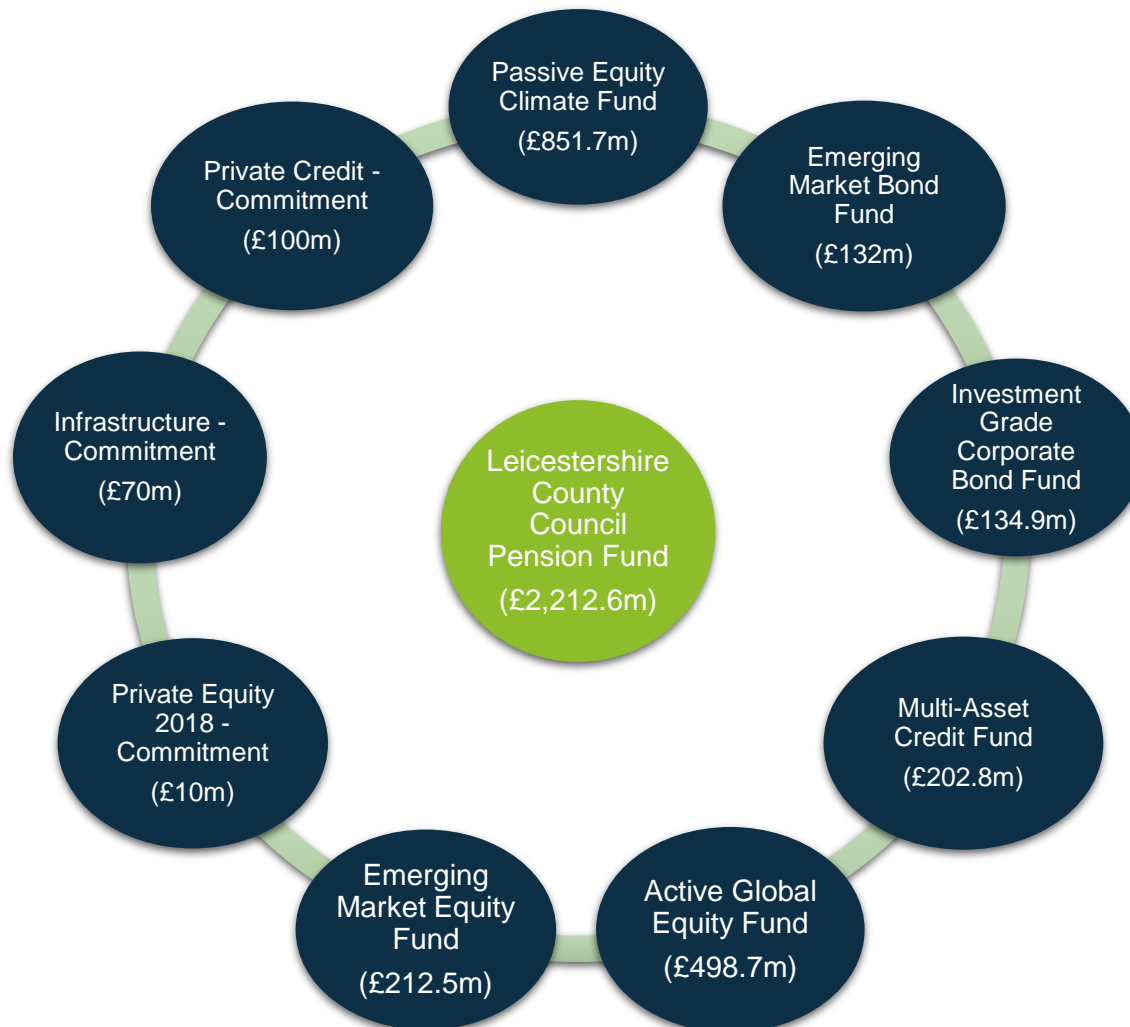 Passive Equity
Climate Fund
(£851.7m)
Emerging
Market Bond
Fund
(£132m)
Investment
Grade
Corporate
Bond Fund
(£134.9m)
Multi-Asset
Credit Fund
(£202.8m)
Active Global
Equity Fund
(£498.7m)
Emerging
Market Equity
Fund
(£212.5m)
Private Equity
2018 -
Commitment
(£10m)
Infrastructure -
Commitment
(£70m)
Private Credit -
Commitment
(£100m)
Leicestershire
County
Council
Pension Fund
(£2,212.6m)